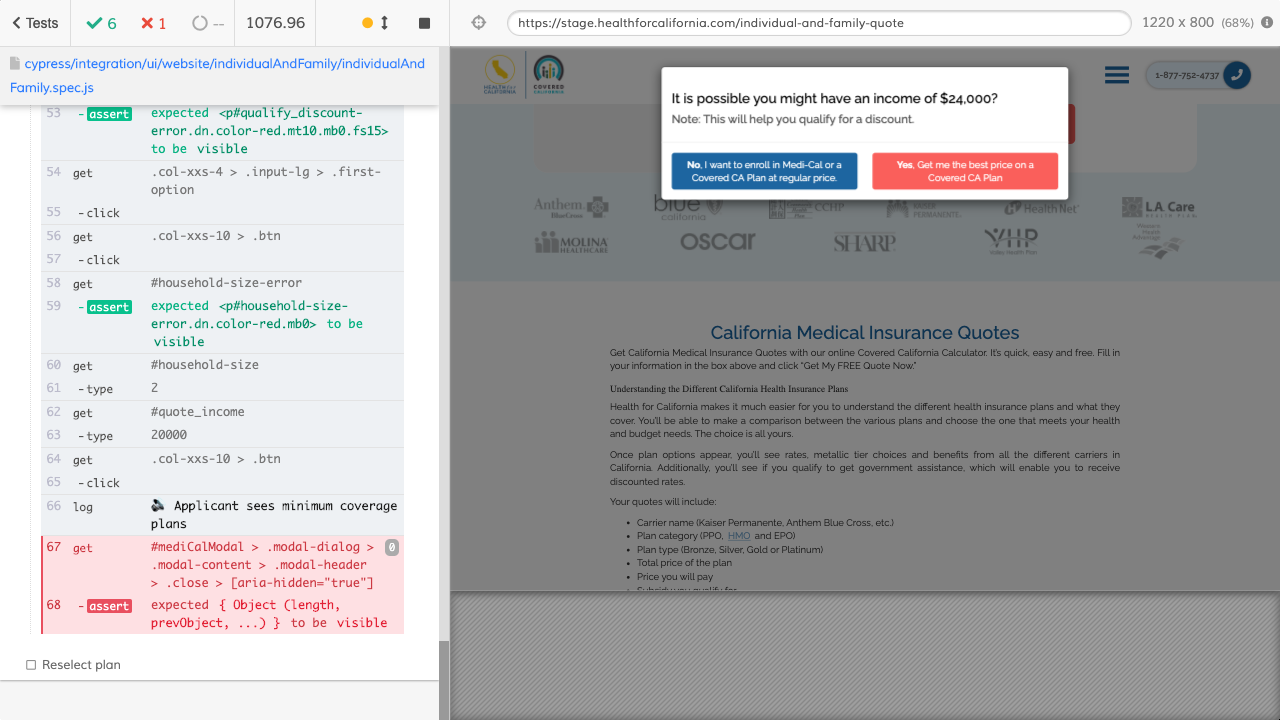 Tests
6
1
--
1076.96
https://stage.healthforcalifornia.com/individual-and-family-quote
1220 x 800 (68%)
cypress/integration/ui/website/individualAndFamily/individualAnd
Family.spec.js
53 - assert expected <p#qualify_discount-
error.dn.color-red.mt10.mb0.fs15>
to be visible
54 get .col-xxs-4 > .input-lg > .first-
option
55 - click
56 get .col-xxs-10 > .btn
57 - click
58 get #household-size-error
59 - assert expected <p#household-size-
error.dn.color-red.mb0> to be
visible
60 get #household-size
61 - type 2
62 get #quote_income
63 - type 20000
64 get .col-xxs-10 > .btn
65 - click
66 log Applicant sees minimum coverage
plans
67 get #mediCalModal > .modal-dialog > 0
.modal-content > .modal-header
> .close > [aria-hidden="true"]
68 - assert expected { Object (length,
prevObject, ...) } to be visible
Reselect plan
HEALTH for CALIFORNIA
COVERED CALIFORNIA
1-877-752-4737
It is possible you might have an income of $24,000?
Note: This will help you qualify for a discount.
No, I want to enroll in Medi-Cal or a
Covered CA Plan at regular price.
Yes, Get me the best price on a
Covered CA Plan
Anthem BlueCross
blue california
CCHP
KAISER PERMANENTE
Health Net
L.A. Care HEALTH PLAN
MOLINA HEALTHCARE
oscar
SHARP
VHP Valley Health Plan
Western Health Advantage
California Medical Insurance Quotes
Get California Medical Insurance Quotes with our online Covered California Calculator. It's quick, easy and free. Fill in
your information in the box above and click "Get My FREE Quote Now."
Understanding the Different California Health Insurance Plans
Health for California makes it much easier for you to understand the different health insurance plans and what they
cover. You'll be able to make a comparison between the various plans and choose the one that meets your health
and budget needs. The choice is all yours.
Once plan options appear, you'll see rates, metallic tier choices and benefits from all the different carriers in
California. Additionally, you'll see if you qualify to get government assistance, which will enable you to receive
discounted rates.
Your quotes will include:
• Carrier name (Kaiser Permanente, Anthem Blue Cross, etc.)
• Plan category (PPO, HMO and EPO)
• Plan type (Bronze, Silver, Gold or Platinum)
• Total price of the plan
• Price you will pay
• Subsidy you qualify for